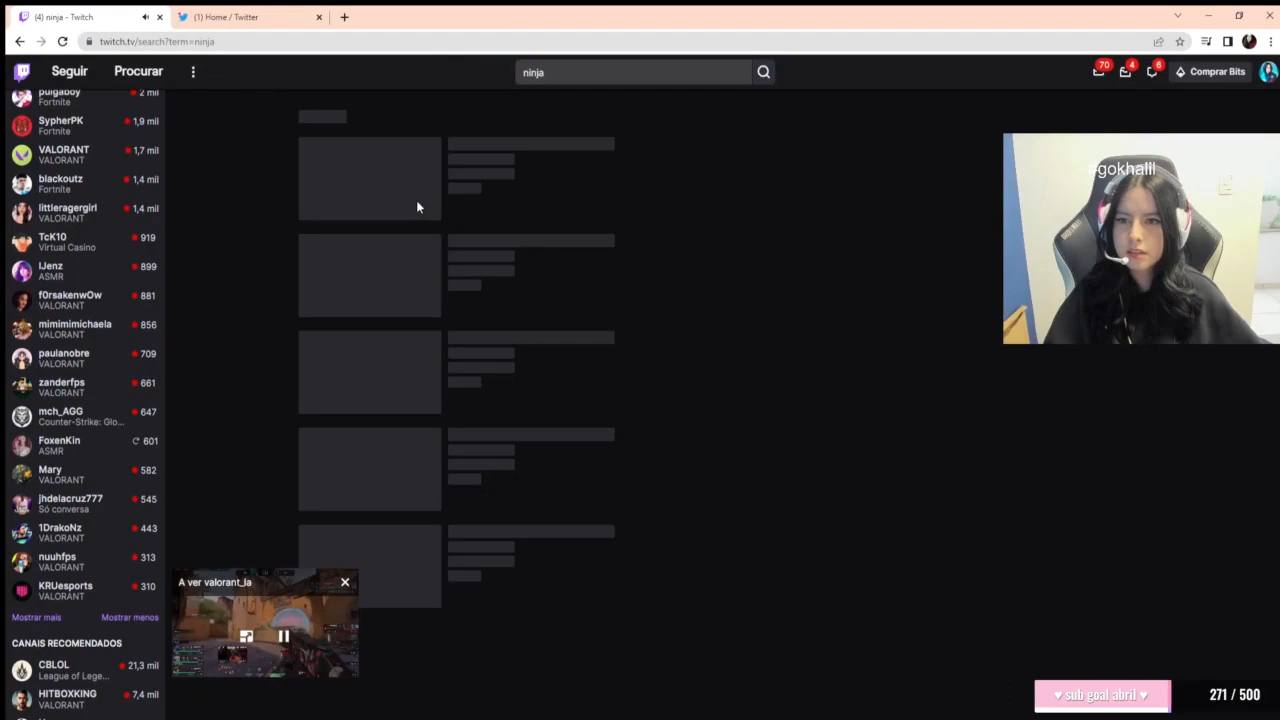 (4) ninja - Twitch
(1) Home / Twitter
twitch.tv/search?term=ninja
Seguir
Procurar
ninja
70
4
6
Comprar Bits
pulgaboy
2 mil
Fortnite
SypherPK
1,9 mil
Fortnite
VALORANT
1,7 mil
VALORANT
blackoutz
1,4 mil
Fortnite
littleragergirl
1,4 mil
VALORANT
TcK10
919
Virtual Casino
IJenz
899
ASMR
f0rsakenwOw
881
VALORANT
mimimimichaela
856
VALORANT
paulanobre
709
VALORANT
zanderfps
661
VALORANT
mch_AGG
647
Counter-Strike: Glo...
FoxenKin
601
ASMR
Mary
582
VALORANT
jhdelacruz777
545
Só conversa
1DrakoNz
443
VALORANT
nuuhfps
313
VALORANT
KRUesports
310
VALORANT
Mostrar mais
Mostrar menos
CANAIS RECOMENDADOS
CBLOL
21,3 mil
League of Lege...
HITBOXKING
7,4 mil
VALORANT
A ver valorant_la
#gokhalil
♥ sub goal abril ♥
271 / 500